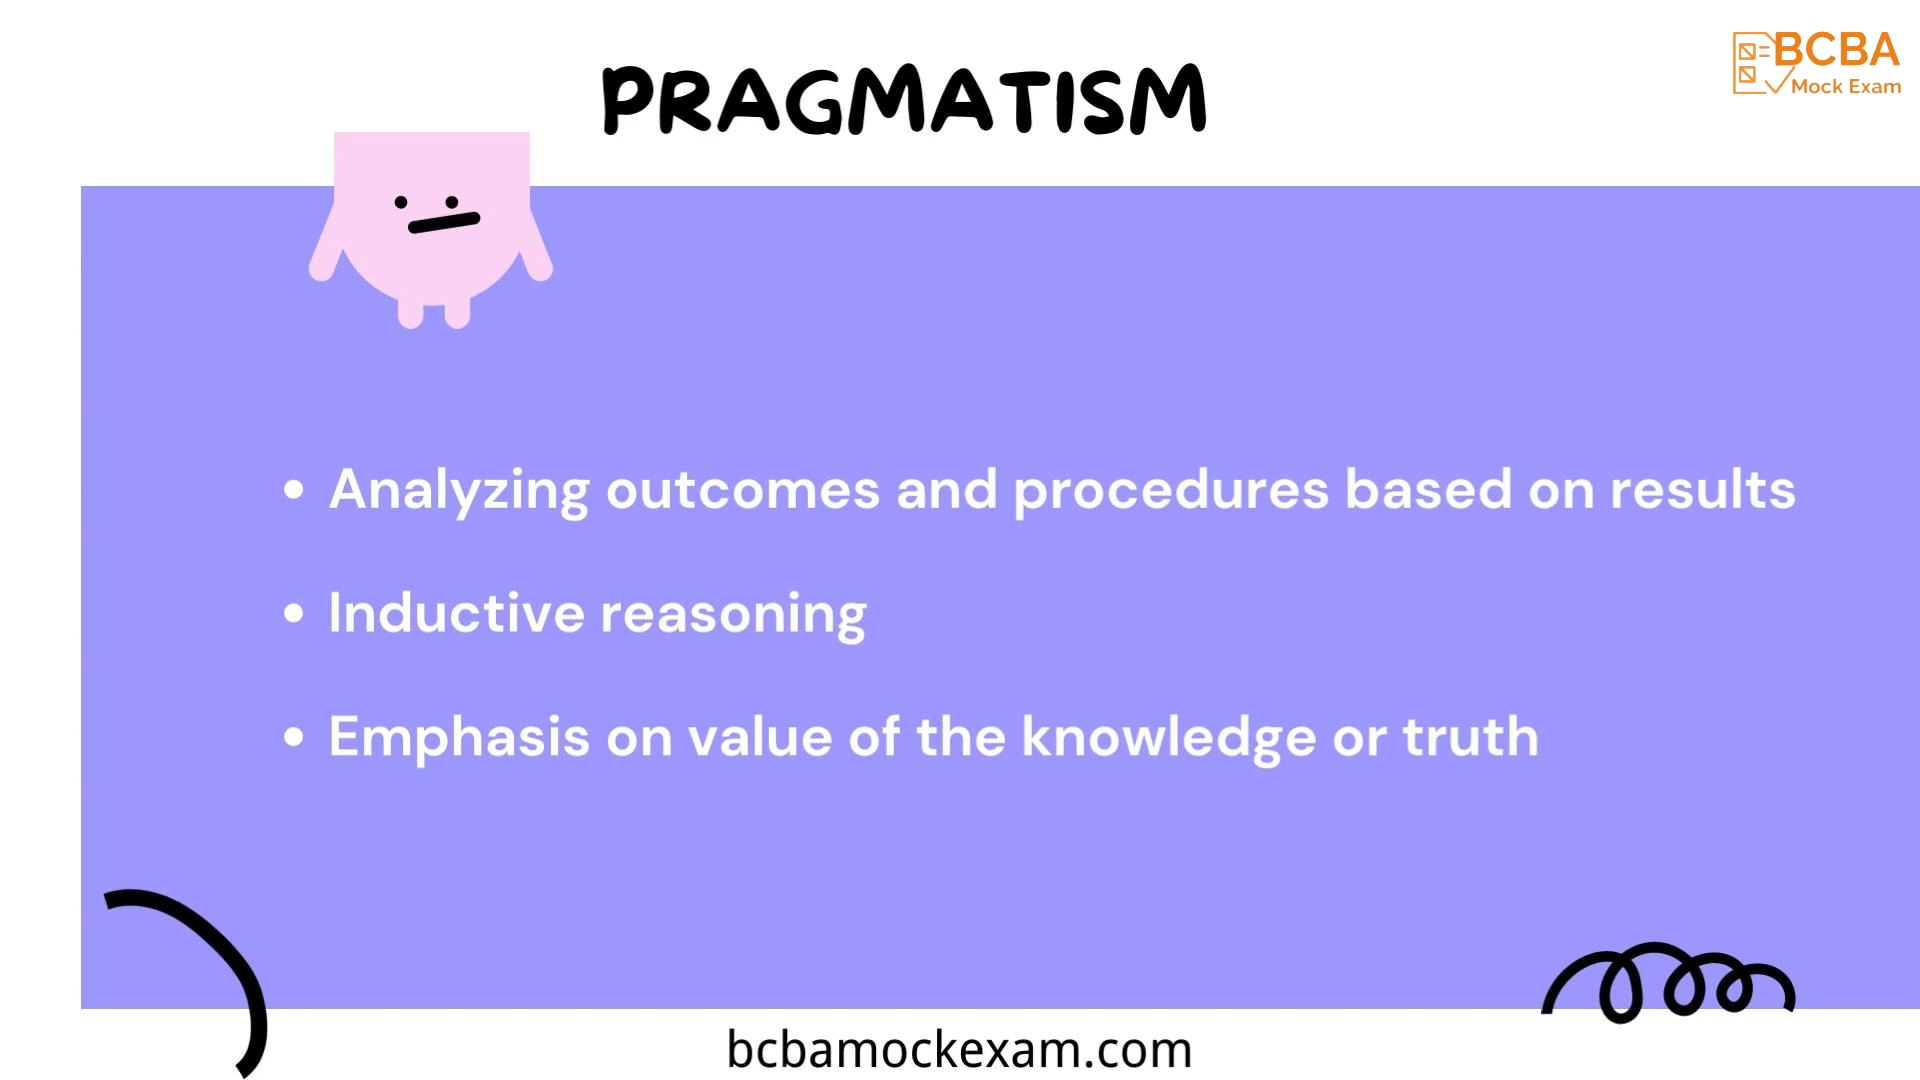 PRAGMATISM
BCBA
Mock Exam
• Analyzing outcomes and procedures based on results
• Inductive reasoning
• Emphasis on value of the knowledge or truth
bcbamockexam.com